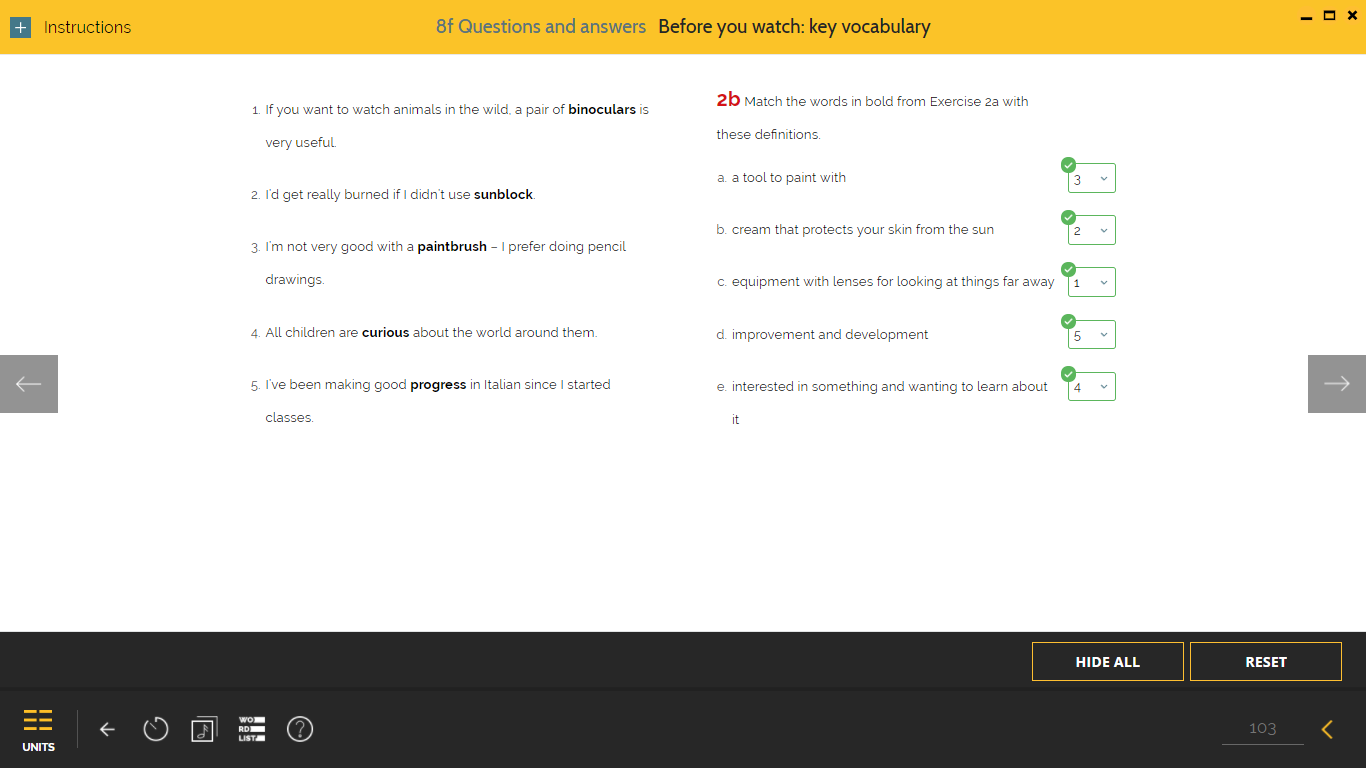 Instructions
8f Questions and answers Before you watch: key vocabulary
1. If you want to watch animals in the wild, a pair of binoculars is
very useful.
2. I'd get really burned if I didn't use sunblock.
3. I'm not very good with a paintbrush – I prefer doing pencil
drawings.
4. All children are curious about the world around them.
5. I've been making good progress in Italian since I started
classes.
2b Match the words in bold from Exercise 2a with
these definitions.
a. a tool to paint with 3
b. cream that protects your skin from the sun 2
c. equipment with lenses for looking at things far away 1
d. improvement and development 5
e. interested in something and wanting to learn about 4
it
HIDE ALL RESET
UNITS
WO
RD
LIST
?
103